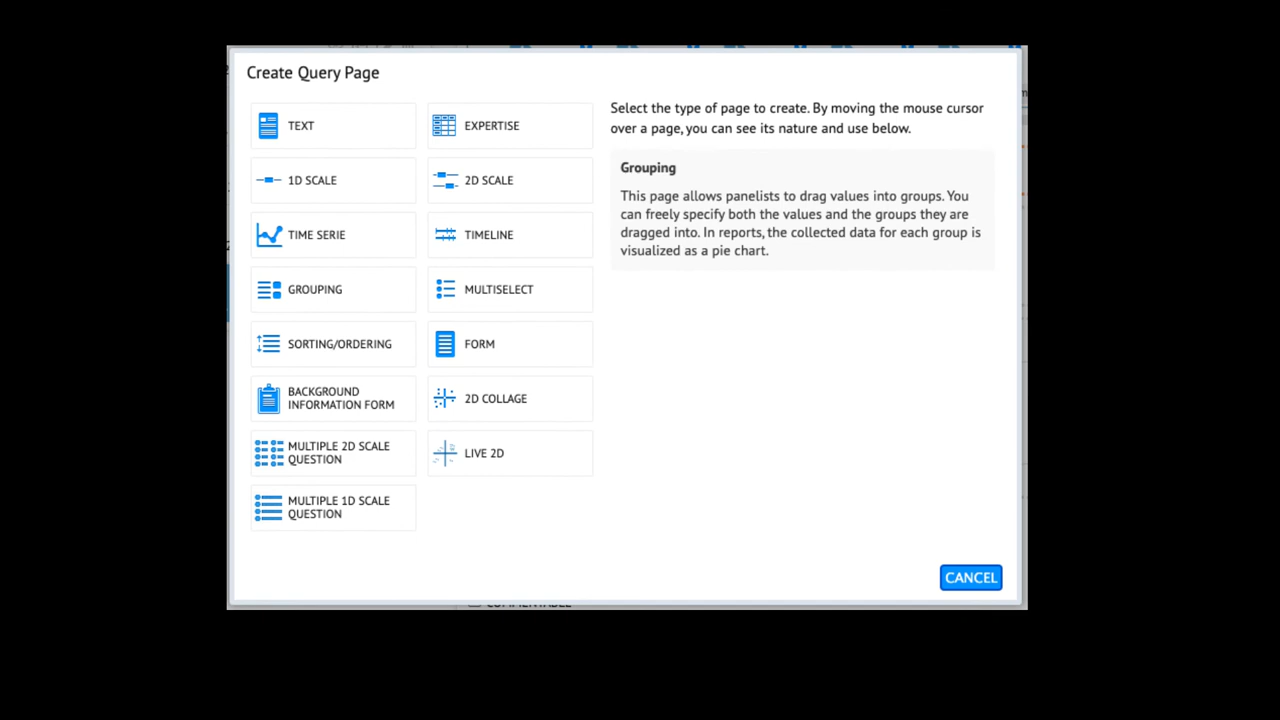 Create Query Page
TEXT
EXPERTISE
1D SCALE
2D SCALE
TIME SERIE
TIMELINE
GROUPING
MULTISELECT
SORTING/ORDERING
FORM
BACKGROUND
INFORMATION FORM
2D COLLAGE
MULTIPLE 2D SCALE
QUESTION
LIVE 2D
MULTIPLE 1D SCALE
QUESTION
Select the type of page to create. By moving the mouse cursor
over a page, you can see its nature and use below.
Grouping
This page allows panelists to drag values into groups. You
can freely specify both the values and the groups they are
dragged into. In reports, the collected data for each group is
visualized as a pie chart.
CANCEL